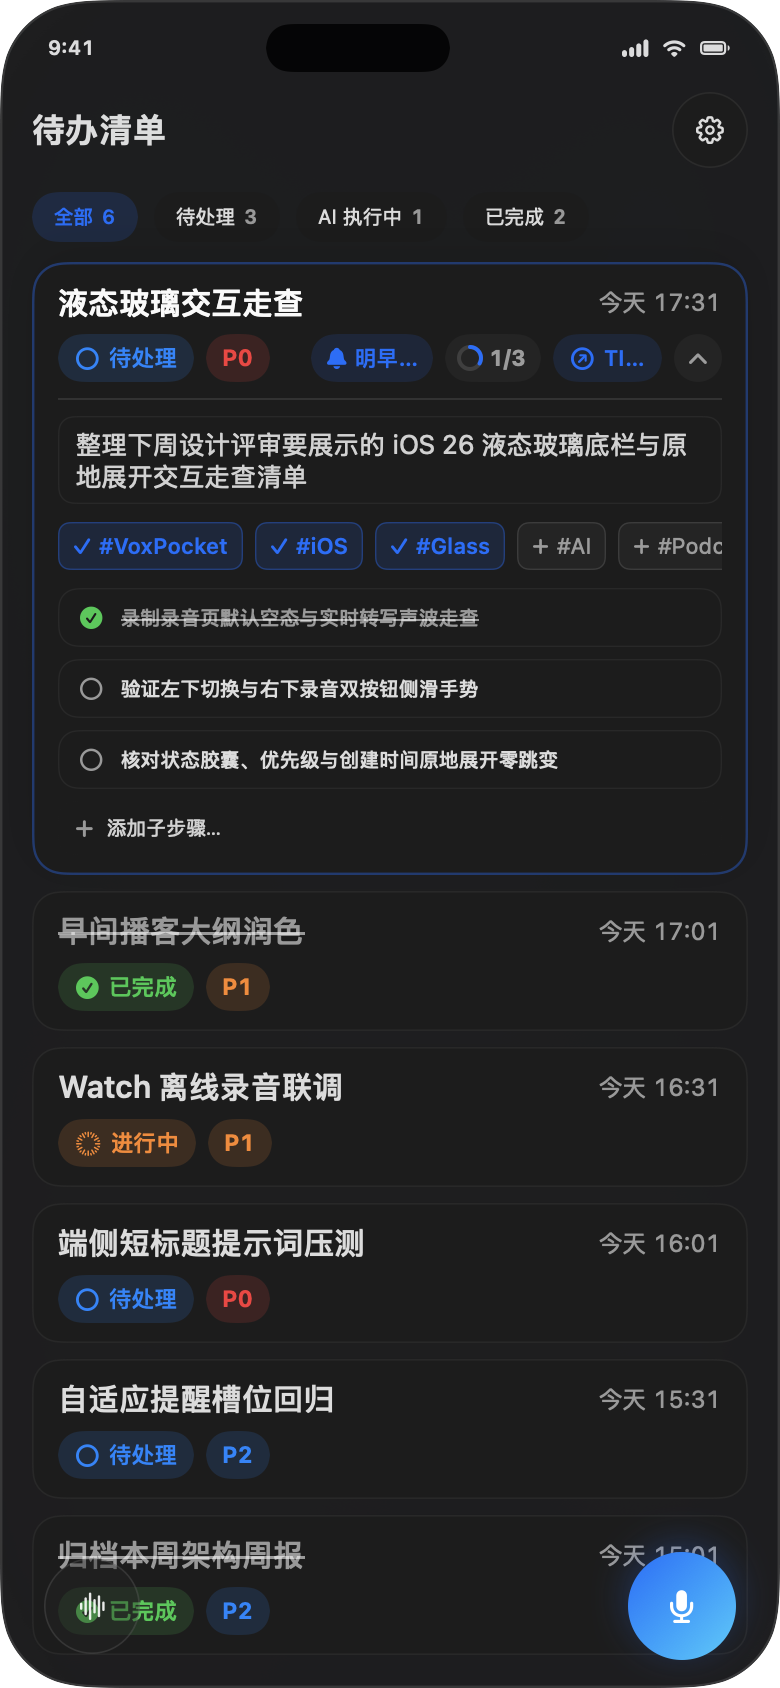 9:41
待办清单
全部 6 待处理 3 AI 执行中 1 已完成 2
液态玻璃交互走查 今天 17:31
待处理 P0 明早... 1/3 TI...
整理下周设计评审要展示的 iOS 26 液态玻璃底栏与原
地展开交互走查清单
#VoxPocket #iOS #Glass + #AI + #Podc
录制录音页默认空态与实时转写声波走查
验证左下切换与右下录音双按钮侧滑手势
核对状态胶囊、优先级与创建时间原地展开零跳变
+ 添加子步骤...
早间播客大纲润色 今天 17:01
已完成 P1
Watch 离线录音联调 今天 16:31
进行中 P1
端侧短标题提示词压测 今天 16:01
待处理 P0
自适应提醒槽位回归 今天 15:31
待处理 P2
归档本周架构周报 今天 15:01
已完成 P2